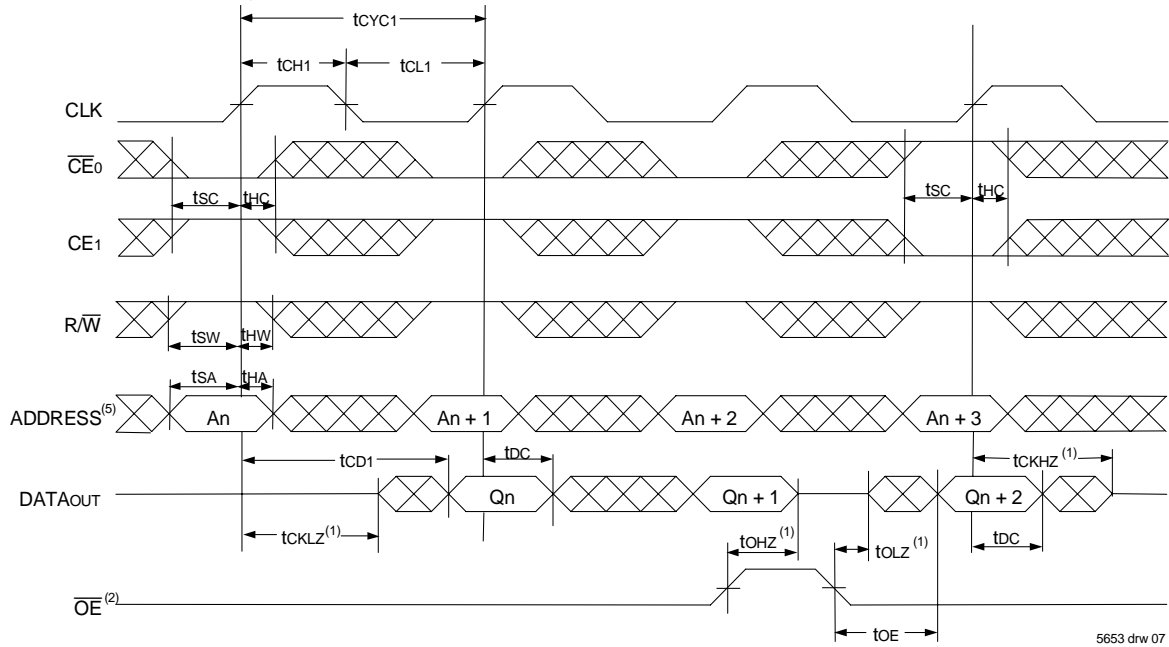 tCYC1
tCH1 tCL1
CLK
CE0
tSC tHC tSC tHC
CE1
R/W
tSW tHW
tSA tHA
ADDRESS(5) An An + 1 An + 2 An + 3
tCD1 tDC tCKHZ(1)
DATAOUT Qn Qn + 1 Qn + 2
tCKLZ(1) tOHZ(1) tOLZ(1) tDC
OE(2)
tOE
5653 drw 07